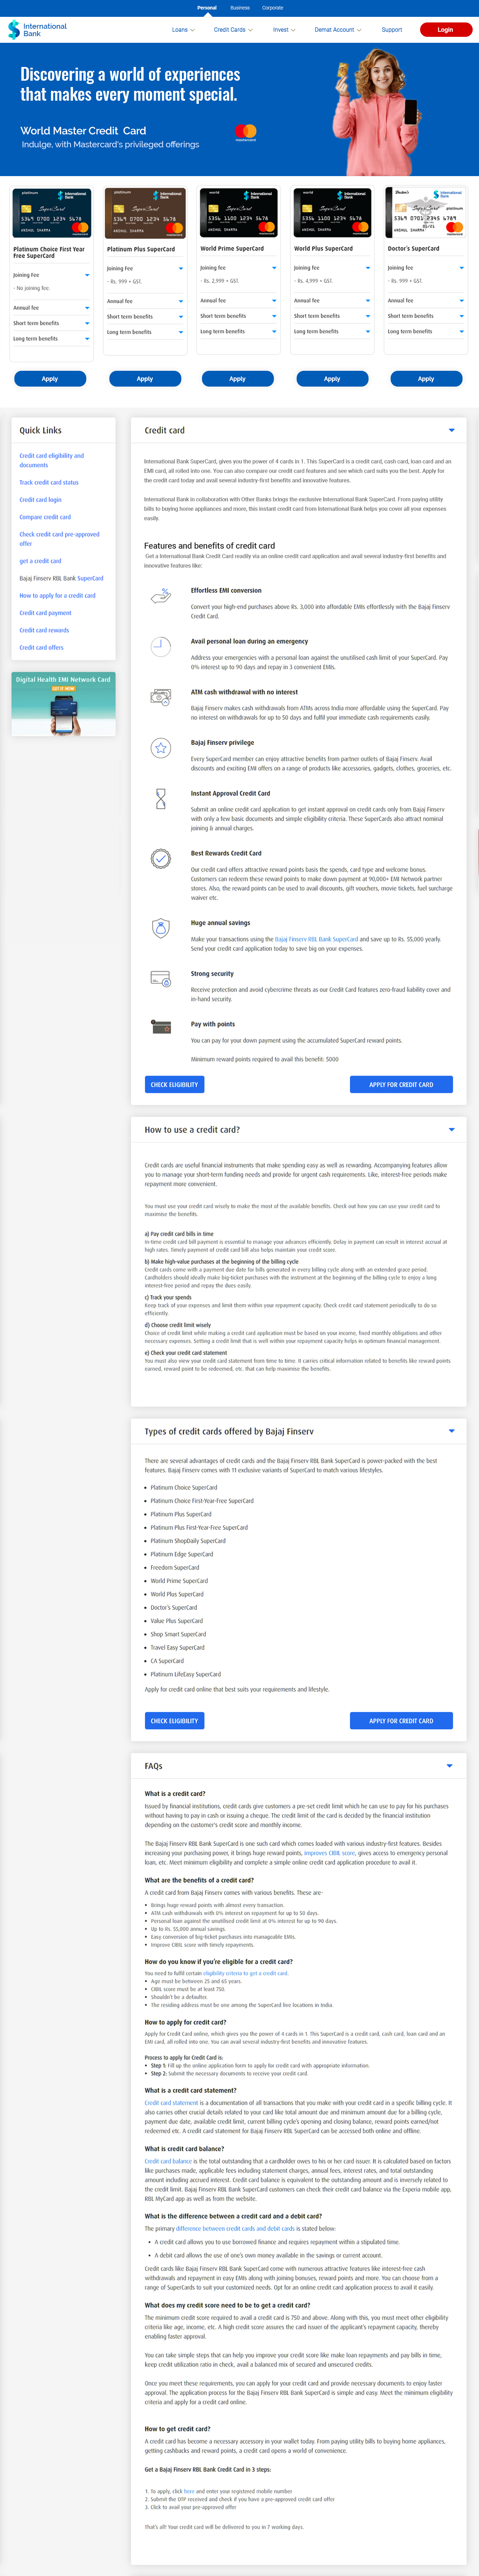 Personal Business Corporate
International
Bank
Loans Credit Cards Invest Demat Account Support Login
Discovering a world of experiences
that makes every moment special.
World Master Credit Card
Indulge, with Mastercard's privileged offerings
mastercard
Platinum Choice First Year
Free SuperCard
Joining Fee
- No joining fee.
Annual fee
Short term benefits
Long term benefits
Apply
Platinum Plus SuperCard
Joining Fee
- Rs. 999 + GST.
Annual fee
Short term benefits
Long term benefits
Apply
World Prime SuperCard
Joining fee
- Rs. 2,999 + GST.
Annual fee
Short term benefits
Long term benefits
Apply
World Plus SuperCard
Joining fee
- Rs. 4,999 + GST.
Annual fee
Short term benefits
Long term benefits
Apply
Doctor's SuperCard
Joining fee
- Rs. 999 + GST.
Annual fee
Short term benefits
Long term benefits
Apply
Quick Links
Credit card eligibility and
documents
Track credit card status
Credit card login
Compare credit card
Check credit card pre-approved
offer
get a credit card
Bajaj Finserv RBL Bank SuperCard
How to apply for a credit card
Credit card payment
Credit card rewards
Credit card offers
Digital Health EMI Network Card
GET IT NOW
Credit card
International Bank SuperCard, gives you the power of 4 cards in 1. This SuperCard is a credit card, cash card, loan card and an
EMI card, all rolled into one. You can also compare our credit card features and see which card suits you the best. Apply for
the credit card today and avail several industry-first benefits and innovative features.
International Bank in collaboration with Other Banks brings the exclusive International Bank SuperCard. From paying utility
bills to buying home appliances and more, this instant credit card from International Bank helps you cover all your expenses
easily.
Features and benefits of credit card
Get a International Bank Credit Card readily via an online credit card application and avail several industry-first benefits and
innovative features like:
Effortless EMI conversion
Convert your high-end purchases above Rs. 3,000 into affordable EMIs effortlessly with the Bajaj Finserv
Credit Card.
Avail personal loan during an emergency
Address your emergencies with a personal loan against the unutilised cash limit of your SuperCard. Pay
0% interest up to 90 days and repay in 3 convenient EMIs.
ATM cash withdrawal with no interest
Bajaj Finserv makes cash withdrawals from ATMs across India more affordable using the SuperCard. Pay
no interest on withdrawals for up to 50 days and fulfil your immediate cash requirements easily.
Bajaj Finserv privilege
Every SuperCard member can enjoy attractive benefits from partner outlets of Bajaj Finserv. Avail
discounts and exciting EMI offers on a range of products like accessories, gadgets, clothes, groceries, etc.
Instant Approval Credit Card
Submit an online credit card application to get instant approval on credit cards only from Bajaj Finserv
with only a few basic documents and simple eligibility criteria. These SuperCards also attract nominal
joining & annual charges.
Best Rewards Credit Card
Our credit card offers attractive reward points basis the spends, card type and welcome bonus.
Customers can redeem these reward points to make down payment at 90,000+ EMI Network partner
stores. Also, the reward points can be used to avail discounts, gift vouchers, movie tickets, fuel surcharge
waiver etc.
Huge annual savings
Make your transactions using the Bajaj Finserv RBL Bank SuperCard and save up to Rs. 55,000 yearly.
Send your credit card application today to save big on your expenses.
Strong security
Receive protection and avoid cybercrime threats as our Credit Card features zero-fraud liability cover and
in-hand security.
Pay with points
You can pay for your down payment using the accumulated SuperCard reward points.
Minimum reward points required to avail this benefit: 5000
CHECK ELIGIBILITY APPLY FOR CREDIT CARD
How to use a credit card?
Credit cards are useful financial instruments that make spending easy as well as rewarding. Accompanying features allow
you to manage your short-term funding needs and provide for urgent cash requirements. Like, interest-free periods make
repayment more convenient.
You must use your credit card wisely to make the most of the available benefits. Check out how you can use your credit card to
maximise the benefits.
a) Pay credit card bills in time
In-time credit card bill payment is essential to manage your advances efficiently. Delay in payment can result in interest accrual at
high rates. Timely payment of credit card bill also helps maintain your credit score.
b) Make high-value purchases at the beginning of the billing cycle
Credit cards come with a payment due date for bills generated in every billing cycle along with an extended grace period.
Cardholders should ideally make big-ticket purchases with the instrument at the beginning of the billing cycle to enjoy a long
interest-free period and repay the dues easily.
c) Track your spends
Keep track of your expenses and limit them within your repayment capacity. Check credit card statement periodically to do so
efficiently.
d) Choose credit limit wisely
Choice of credit limit while making a credit card application must be based on your income, fixed monthly obligations and other
necessary expenses. Setting a credit limit that is well within your repayment capacity helps in optimum financial management.
e) Check your credit card statement
You must also view your credit card statement from time to time. It carries critical information related to benefits like reward points
earned, reward point to be redeemed, etc. that can help maximise the benefits.
Types of credit cards offered by Bajaj Finserv
There are several advantages of credit cards and the Bajaj Finserv RBL Bank SuperCard is power-packed with the best
features. Bajaj Finserv comes with 11 exclusive variants of SuperCard to match various lifestyles.
• Platinum Choice SuperCard
• Platinum Choice First-Year-Free SuperCard
• Platinum Plus SuperCard
• Platinum Plus First-Year-Free SuperCard
• Platinum ShopDaily SuperCard
• Platinum Edge SuperCard
• Freedom SuperCard
• World Prime SuperCard
• World Plus SuperCard
• Doctor's SuperCard
• Value Plus SuperCard
• Shop Smart SuperCard
• Travel Easy SuperCard
• CA SuperCard
• Platinum LifeEasy SuperCard
Apply for credit card online that best suits your requirements and lifestyle.
CHECK ELIGIBILITY APPLY FOR CREDIT CARD
FAQs
What is a credit card?
Issued by financial institutions, credit cards give customers a pre-set credit limit which he can use to pay for his purchases
without having to pay in cash or issuing a cheque. The credit limit of the card is decided by the financial institution
depending on the customer's credit score and monthly income.
The Bajaj Finserv RBL Bank SuperCard is one such card which comes loaded with various industry-first features. Besides
increasing your purchasing power, it brings huge reward points, improves CIBIL score, gives access to emergency personal
loan, etc. Meet minimum eligibility and complete a simple online credit card application procedure to avail it.
What are the benefits of a credit card?
A credit card from Bajaj Finserv comes with various benefits. These are-
• Brings huge reward points with almost every transaction.
• ATM cash withdrawals with 0% interest on repayment for up to 50 days.
• Personal loan against the unutilised credit limit at 0% interest for up to 90 days.
• Up to Rs. 55,000 annual savings.
• Easy conversion of big-ticket purchases into manageable EMIs.
• Improve CIBIL score with timely repayments.
How do you know if you're eligible for a credit card?
You need to fulfil certain eligibility criteria to get a credit card.
• Age must be between 25 and 65 years.
• CIBIL score must be at least 750.
• Shouldn't be a defaulter.
• The residing address must be one among the SuperCard live locations in India.
How to apply for credit card?
Apply for Credit Card online, which gives you the power of 4 cards in 1. This SuperCard is a credit card, cash card, loan card and an
EMI card, all rolled into one. You can avail several industry-first benefits and innovative features.
Process to apply for Credit Card is:
• Step 1: Fill up the online application form to apply for credit card with appropriate information.
• Step 2: Submit the necessary documents to receive your credit card.
What is a credit card statement?
Credit card statement is a documentation of all transactions that you make with your credit card in a specific billing cycle. It
also carries other crucial details related to your card like total amount due and minimum amount due for a billing cycle,
payment due date, available credit limit, current billing cycle's opening and closing balance, reward points earned/not
redeemed etc. A credit card statement for Bajaj Finserv RBL SuperCard can be accessed both online and offline.
What is credit card balance?
Credit card balance is the total outstanding that a cardholder owes to his or her card issuer. It is calculated based on factors
like purchases made, applicable fees including statement charges, annual fees, interest rates, and total outstanding
amount including accrued interest. Credit card balance is equivalent to the outstanding amount and is inversely related to
the credit limit. Bajaj Finserv RBL Bank SuperCard customers can check their credit card balance via the Experia mobile app,
RBL MyCard app as well as from the website.
What is the difference between a credit card and a debit card?
The primary difference between credit cards and debit cards is stated below:
• A credit card allows you to use borrowed finance and requires repayment within a stipulated time.
• A debit card allows the use of one's own money available in the savings or current account.
Credit cards like Bajaj Finserv RBL Bank SuperCard come with numerous attractive features like interest-free cash
withdrawals and repayment in easy EMIs along with joining bonuses, reward points and more. You can choose from a
range of SuperCards to suit your customized needs. Opt for an online credit card application process to avail it easily.
What does my credit score need to be to get a credit card?
The minimum credit score required to avail a credit card is 750 and above. Along with this, you must meet other eligibility
criteria like age, income, etc. A high credit score assures the card issuer of the applicant's repayment capacity, thereby
enabling approval.
You can take simple steps that can help you improve your credit score like make loan repayments and pay bills in time,
keep credit utilization ratio in check, avail a balanced mix of secured and unsecured credits.
Once you meet these requirements, you can apply for your credit card and provide necessary documents to enjoy faster
approval. The application process for the Bajaj Finserv RBL Bank SuperCard is simple and easy. Meet the minimum eligibility
criteria and apply for a credit card online.
How to get credit card?
A credit card has become a necessary accessory in your wallet today. From paying utility bills to buying home appliances,
getting cashbacks and reward points, a credit card opens a world of convenience.
Get a Bajaj Finserv RBL Bank Credit Card in 3 steps:
1. To apply, click here and enter your registered mobile number
2. Submit the OTP received and check if you have a pre-approved credit card offer
3. Click to avail your pre-approved offer
That's all! Your credit card will be delivered to you in 7 working days.